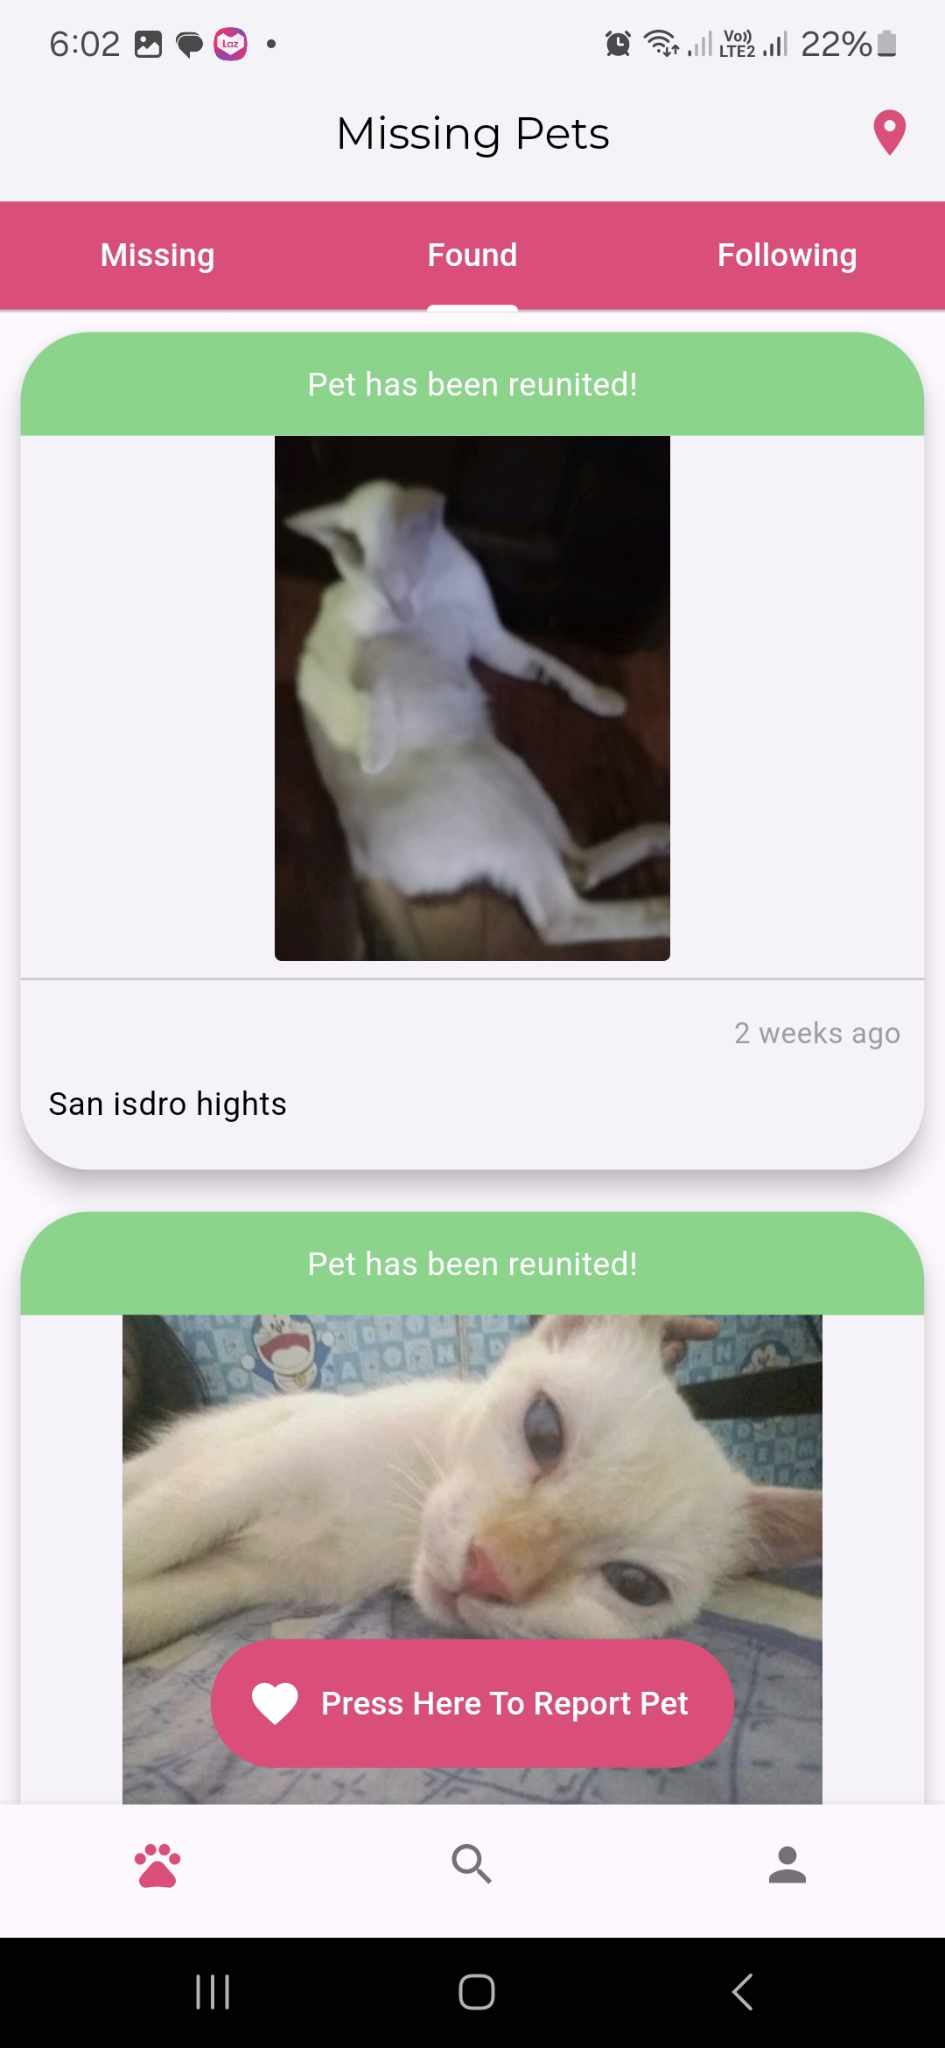 6:02
Laz
Vo))
LTE2
22%
Missing Pets
Missing
Found
Following
Pet has been reunited!
2 weeks ago
San isdro hights
Pet has been reunited!
Press Here To Report Pet